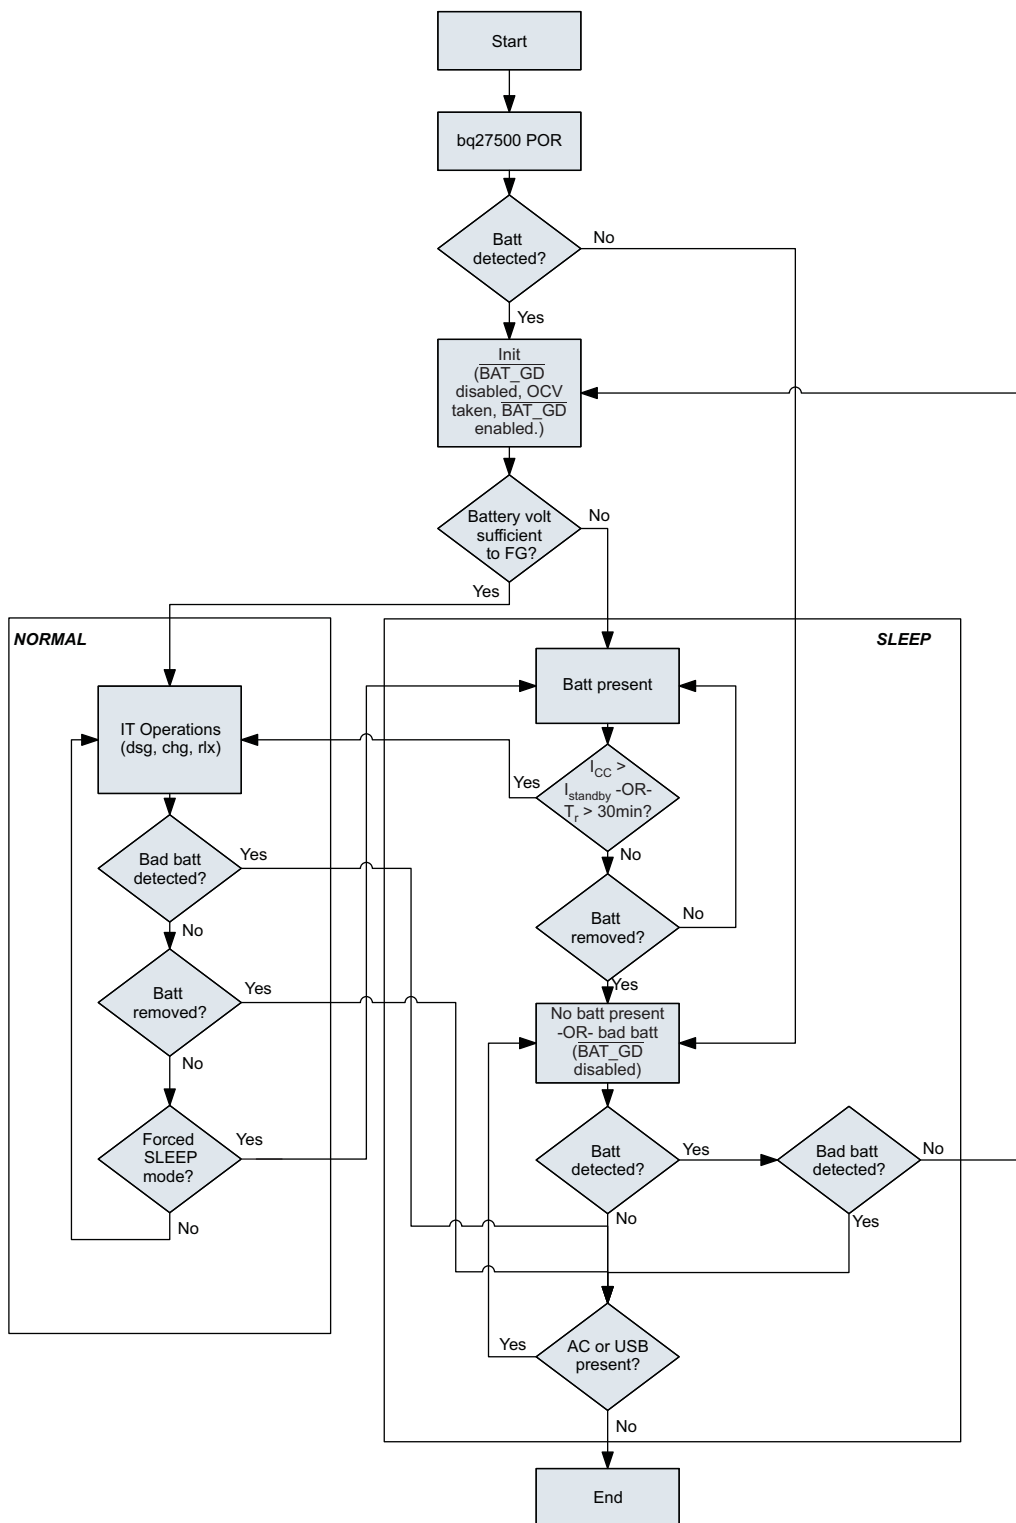 Start
bq27500 POR
Batt
detected?
No
Yes
Init
(BAT_GD
disabled, OCV
taken, BAT_GD
enabled.)
Battery volt
sufficient
to FG?
No
Yes
NORMAL
SLEEP
Batt present
IT Operations
(dsg, chg, rlx)
I_CC >
I_standby -OR-
T_r > 30min?
Yes
No
Bad batt
detected?
Yes
No
Batt
removed?
No
Yes
Batt
removed?
Yes
No
No batt present
-OR- bad batt
(BAT_GD
disabled)
Forced
SLEEP
mode?
Yes
No
Batt
detected?
Yes
No
Bad batt
detected?
No
Yes
AC or USB
present?
Yes
No
End